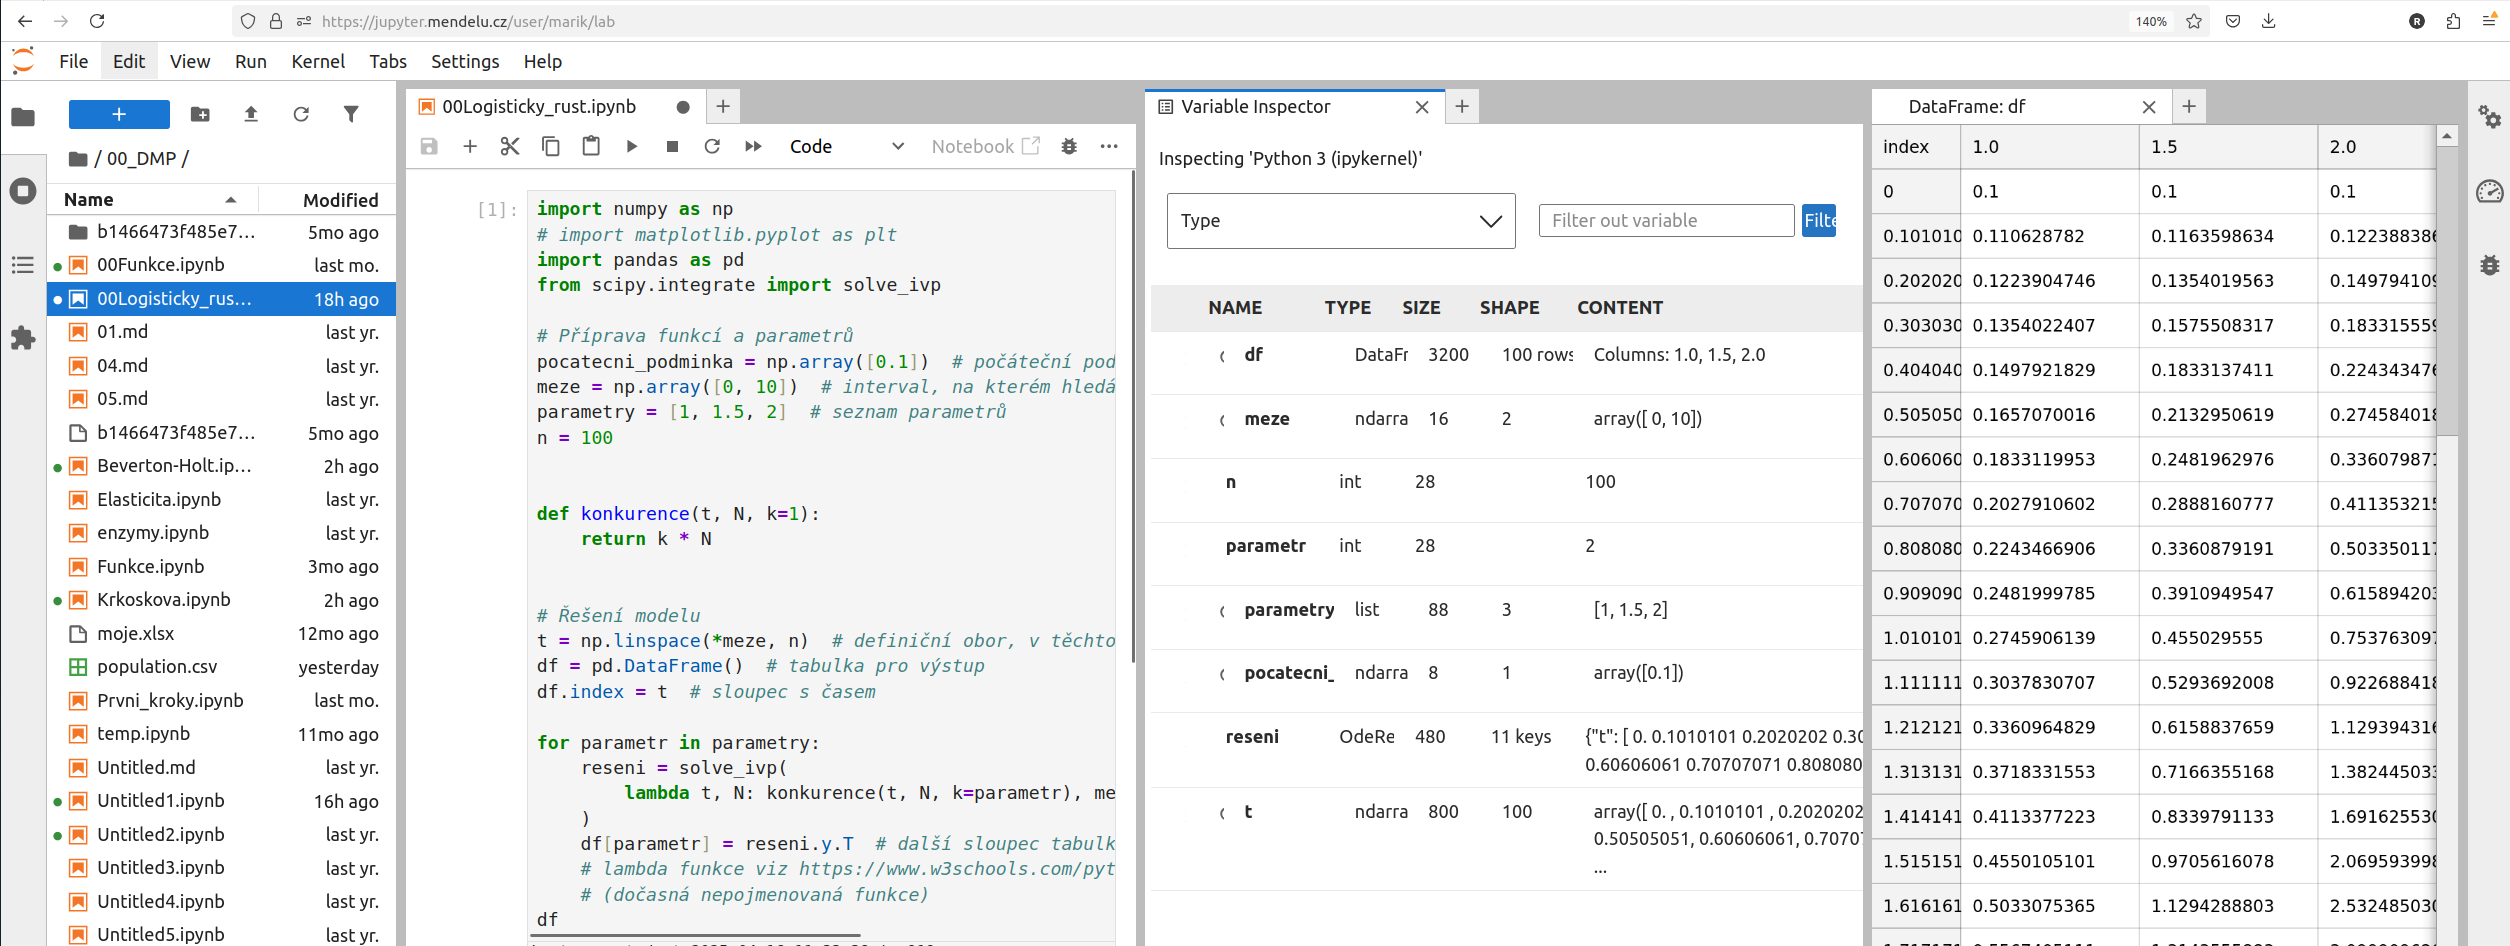 https://jupyter.mendelu.cz/user/marik/lab
140%
File Edit View Run Kernel Tabs Settings Help
/ 00_DMP /
Name Modified
b1466473f485e7... 5mo ago
00Funkce.ipynb last mo.
00Logisticky_rus... 18h ago
01.md last yr.
04.md last yr.
05.md last yr.
b1466473f485e7... 5mo ago
Beverton-Holt.ip... 2h ago
Elasticita.ipynb last yr.
enzymy.ipynb last yr.
Funkce.ipynb 3mo ago
Krkoskova.ipynb 2h ago
moje.xlsx 12mo ago
population.csv yesterday
Prvni_kroky.ipynb last mo.
temp.ipynb 11mo ago
Untitled.md last yr.
Untitled1.ipynb 16h ago
Untitled2.ipynb last yr.
Untitled3.ipynb last yr.
Untitled4.ipynb last yr.
Untitled5.ipynb last yr.
00Logisticky_rust.ipynb
Code Notebook
[1]:
import numpy as np
# import matplotlib.pyplot as plt
import pandas as pd
from scipy.integrate import solve_ivp
# Příprava funkcí a parametrů
pocatecni_podminka = np.array([0.1])  # počáteční pod
meze = np.array([0, 10])  # interval, na kterém hledá
parametry = [1, 1.5, 2]  # seznam parametrů
n = 100
def konkurence(t, N, k=1):
    return k * N
# Řešení modelu
t = np.linspace(*meze, n)  # definiční obor, v těchto
df = pd.DataFrame()  # tabulka pro výstup
df.index = t  # sloupec s časem
for parametr in parametry:
    reseni = solve_ivp(
        lambda t, N: konkurence(t, N, k=parametr), me
    )
    df[parametr] = reseni.y.T  # další sloupec tabulk
    # lambda funkce viz https://www.w3schools.com/pyt
    # (dočasná nepojmenovaná funkce)
df
Variable Inspector
Inspecting 'Python 3 (ipykernel)'
Type Filter out variable Filte
NAME TYPE SIZE SHAPE CONTENT
df DataFr 3200 100 rows Columns: 1.0, 1.5, 2.0
meze ndarra 16 2 array([ 0, 10])
n int 28 100
parametr int 28 2
parametry list 88 3 [1, 1.5, 2]
pocatecni_ ndarra 8 1 array([0.1])
reseni OdeRe 480 11 keys {"t": [ 0. 0.1010101 0.2020202 0.30
0.60606061 0.70707071 0.808080
t ndarra 800 100 array([ 0. , 0.1010101 , 0.2020202
0.50505051, 0.60606061, 0.7070
...
DataFrame: df
index 1.0 1.5 2.0
0 0.1 0.1 0.1
0.101010 0.110628782 0.1163598634 0.122388386
0.202020 0.1223904746 0.1354019563 0.149794109
0.303030 0.1354022407 0.1575508317 0.183315559
0.404040 0.1497921829 0.1833137411 0.224343476
0.505050 0.1657070016 0.2132950619 0.274584018
0.606060 0.1833119953 0.2481962976 0.336079871
0.707070 0.2027910602 0.2888160777 0.411353215
0.808080 0.2243466906 0.3360879191 0.503350117
0.909090 0.2481999785 0.3910949547 0.615894203
1.010101 0.2745906139 0.455029555 0.753763097
1.111111 0.3037830707 0.5293692008 0.922688418
1.212121 0.3360964829 0.6158837659 1.129394316
1.313131 0.3718331553 0.7166355168 1.382445033
1.414141 0.4113377223 0.8339791133 1.691625530
1.515151 0.4550105101 0.9705616078 2.069593998
1.616161 0.5033075365 1.1294288803 2.532485030